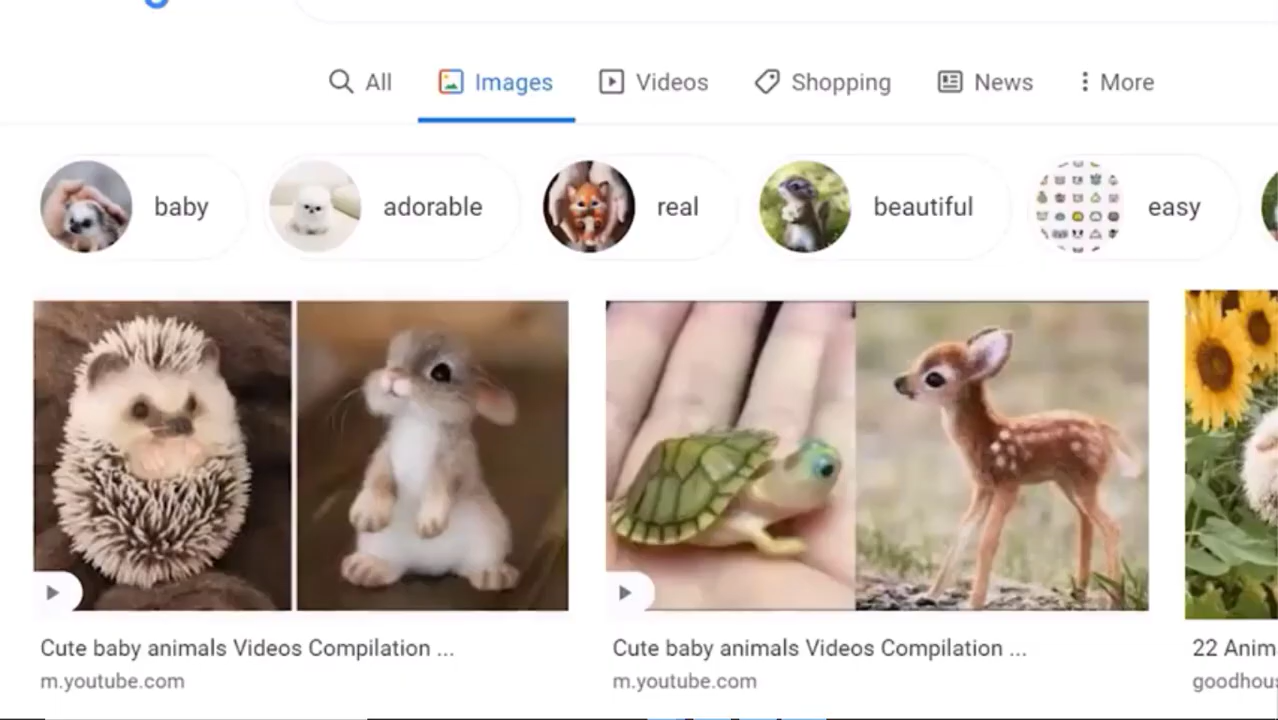 All Images Videos Shopping News More
baby adorable real beautiful easy
Cute baby animals Videos Compilation ... Cute baby animals Videos Compilation ... 22 Anim
m.youtube.com m.youtube.com goodhous